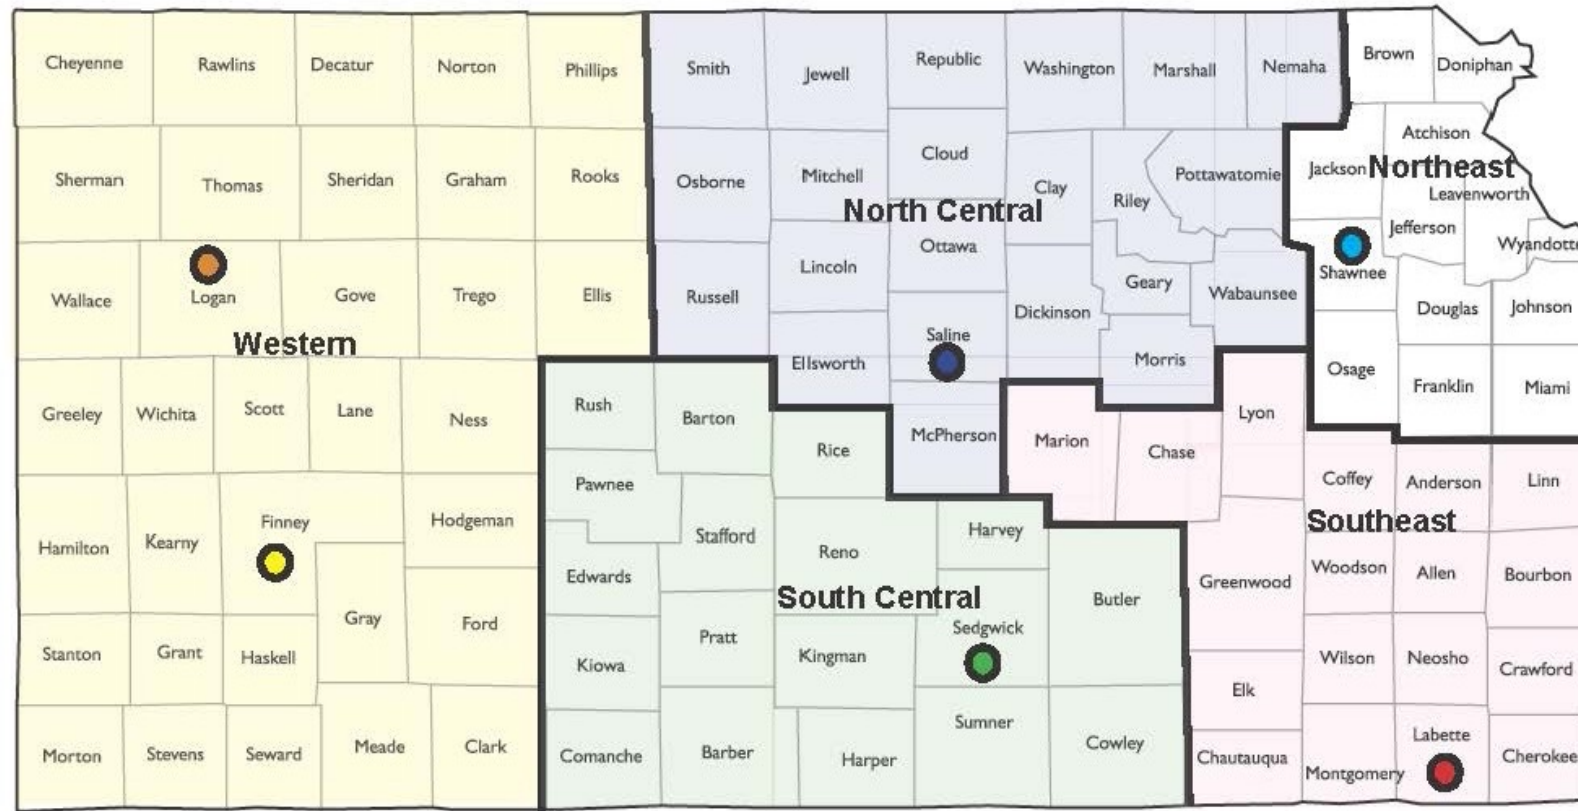 Cheyenne
Rawlins
Decatur
Norton
Phillips
Smith
Jewell
Republic
Washington
Marshall
Nemaha
Brown
Doniphan
Sherman
Thomas
Sheridan
Graham
Rooks
Osborne
Mitchell
Cloud
Clay
Riley
Pottawatomie
Jackson
Atchison
Northeast
Leavenworth
North Central
Jefferson
Wyandotte
Wallace
Logan
Gove
Trego
Ellis
Russell
Lincoln
Ottawa
Dickinson
Geary
Wabaunsee
Shawnee
Douglas
Johnson
Western
Saline
Ellsworth
Morris
Osage
Franklin
Miami
Greeley
Wichita
Scott
Lane
Ness
Rush
Barton
Rice
McPherson
Marion
Chase
Lyon
Pawnee
Coffey
Anderson
Linn
Hamilton
Kearny
Finney
Hodgeman
Stafford
Reno
Harvey
Southeast
Edwards
South Central
Butler
Greenwood
Woodson
Allen
Bourbon
Stanton
Grant
Haskell
Gray
Ford
Kiowa
Pratt
Kingman
Sedgwick
Elk
Wilson
Neosho
Crawford
Morton
Stevens
Seward
Meade
Clark
Comanche
Barber
Harper
Sumner
Cowley
Chautauqua
Montgomery
Labette
Cherokee